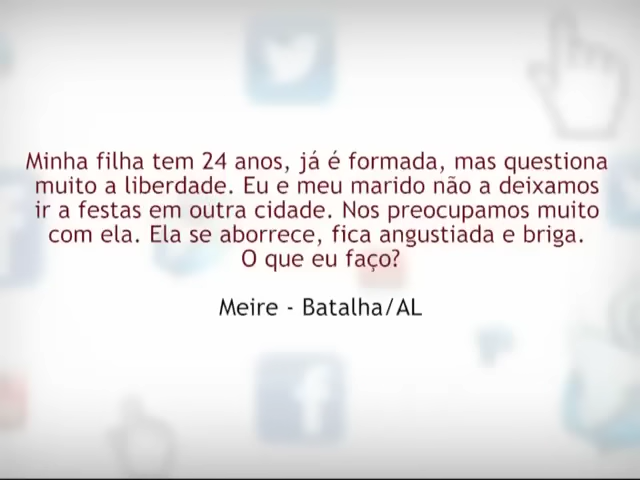 Minha filha tem 24 anos, já é formada, mas questiona
muito a liberdade. Eu e meu marido não a deixamos
ir a festas em outra cidade. Nos preocupamos muito
com ela. Ela se aborrece, fica angustiada e briga.
O que eu faço?
Meire - Batalha/AL